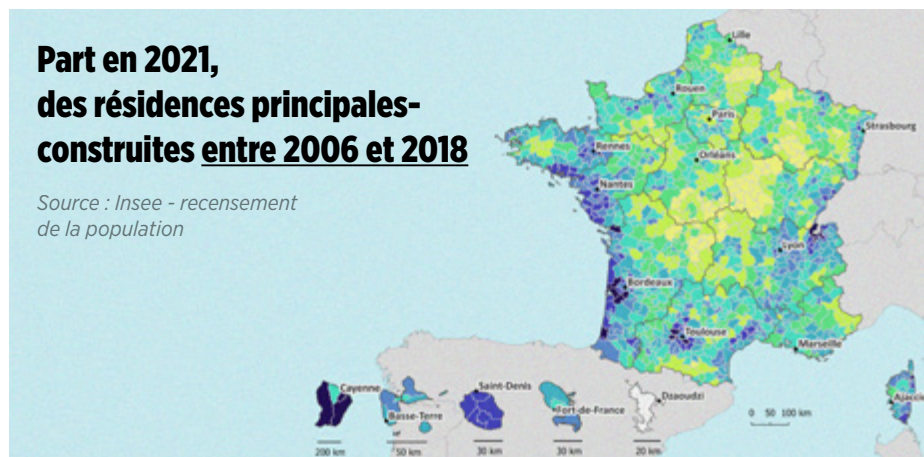 Part en 2021,
des résidences principales-
construites entre 2006 et 2018
Source : Insee - recensement
de la population
Lille
Rouen
Paris
Strasbourg
Rennes
Orléans
Nantes
Lyon
Bordeaux
Toulouse
Marseille
Cayenne
Saint-Denis
Dzaoudzi
Basse-Terre
Fort-de-France
0 50 100 km
Ajaccio
200 km
50 km
30 km
30 km
20 km